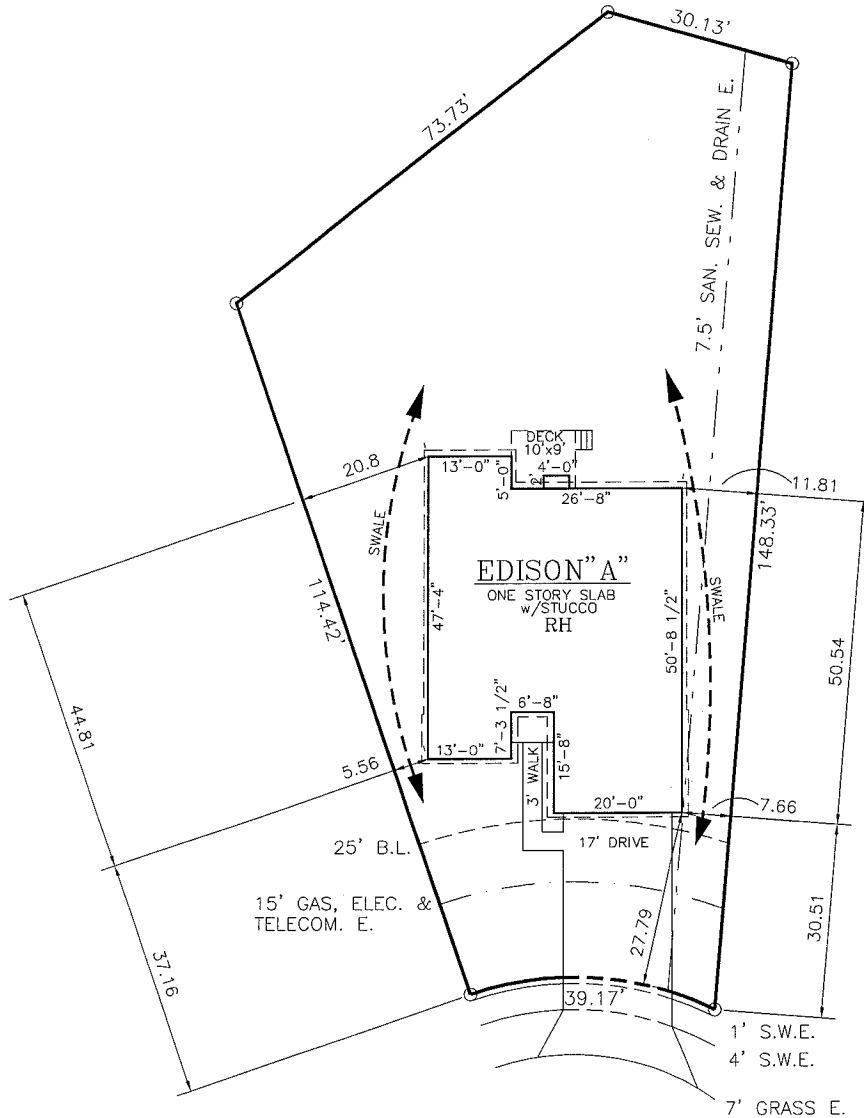 30.13'
73.73'
7.5' SAN. SEW. & DRAIN E.
DECK
10'x9'
20.8
13'-0"
5'-0"
2'
4'-0"
26'-8"
11.81
148.33'
SWALE
EDISON"A"
ONE STORY SLAB
w/STUCCO
RH
SWALE
114.42'
47'-4"
50'-8 1/2"
50.54
44.81
6'-8"
7'-3 1/2"
5.56
13'-0"
3' WALK
15'-8"
20'-0"
7.66
25' B.L.
17' DRIVE
15' GAS, ELEC. &
TELECOM. E.
27.79
30.51
37.16
39.17'
1' S.W.E.
4' S.W.E.
7' GRASS E.